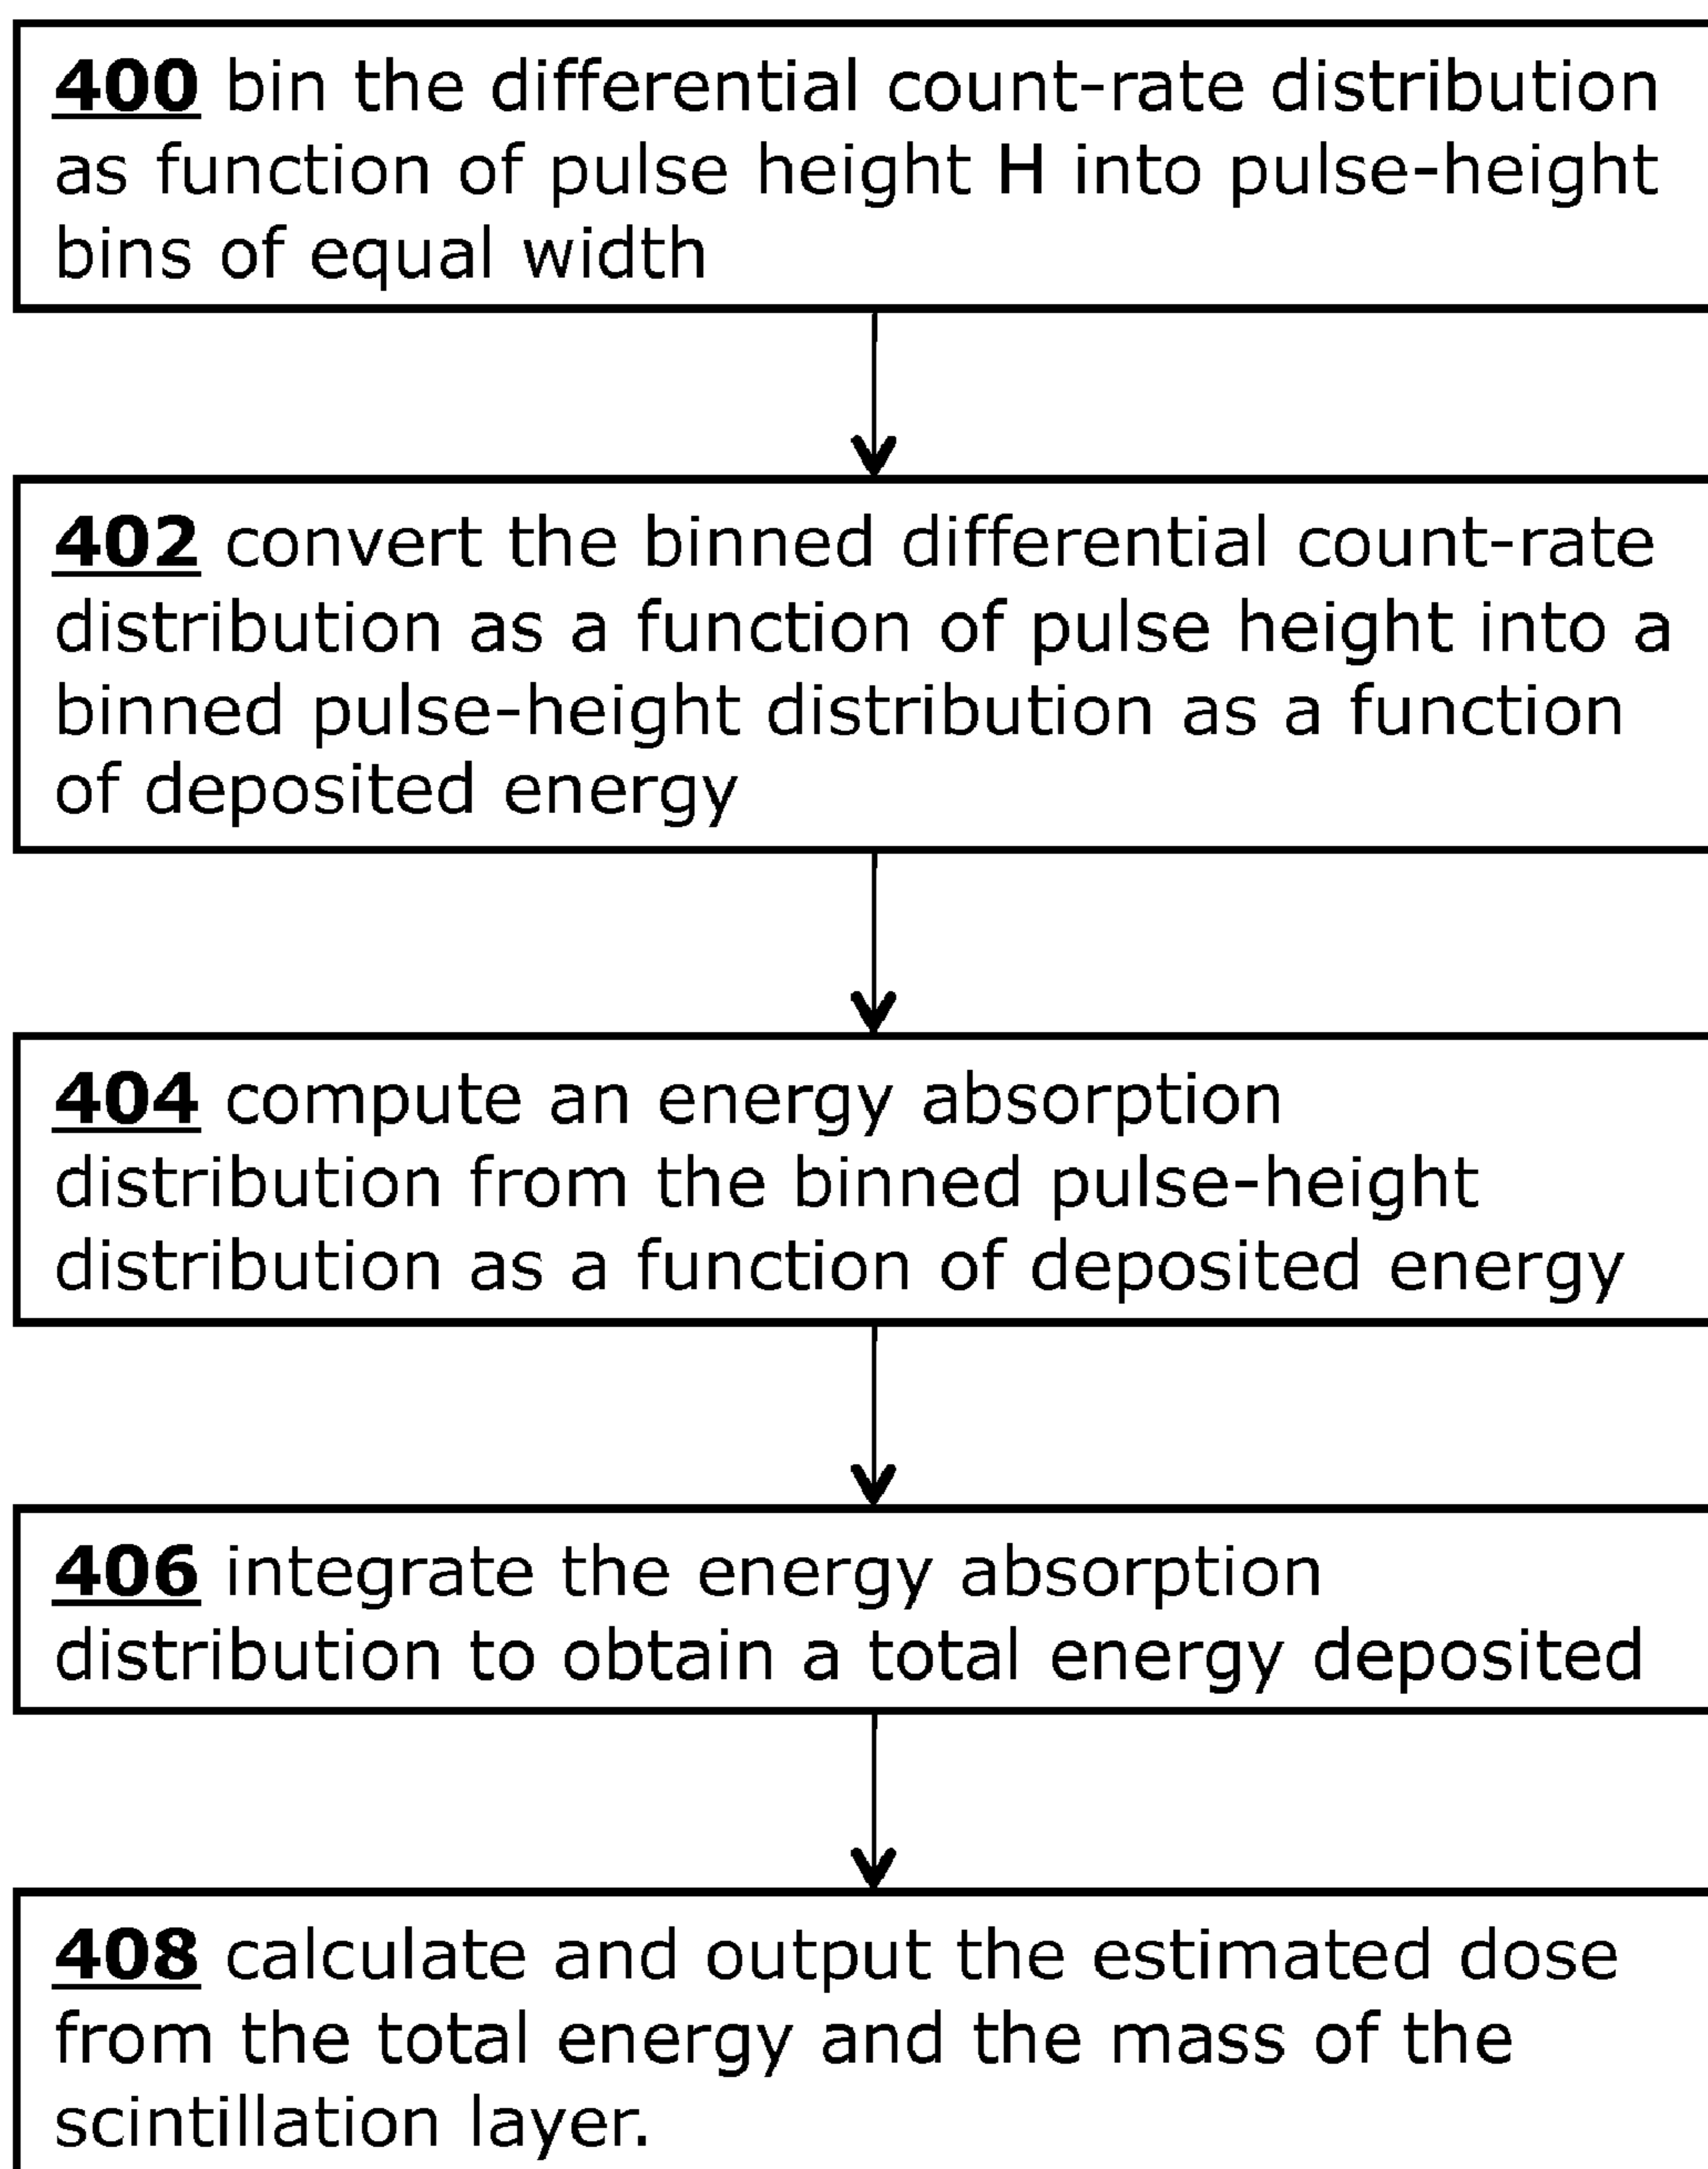 400 bin the differential count-rate distribution
as function of pulse height H into pulse-height
bins of equal width
402 convert the binned differential count-rate
distribution as a function of pulse height into a
binned pulse-height distribution as a function
of deposited energy
404 compute an energy absorption
distribution from the binned pulse-height
distribution as a function of deposited energy
406 integrate the energy absorption
distribution to obtain a total energy deposited
408 calculate and output the estimated dose
from the total energy and the mass of the
scintillation layer.